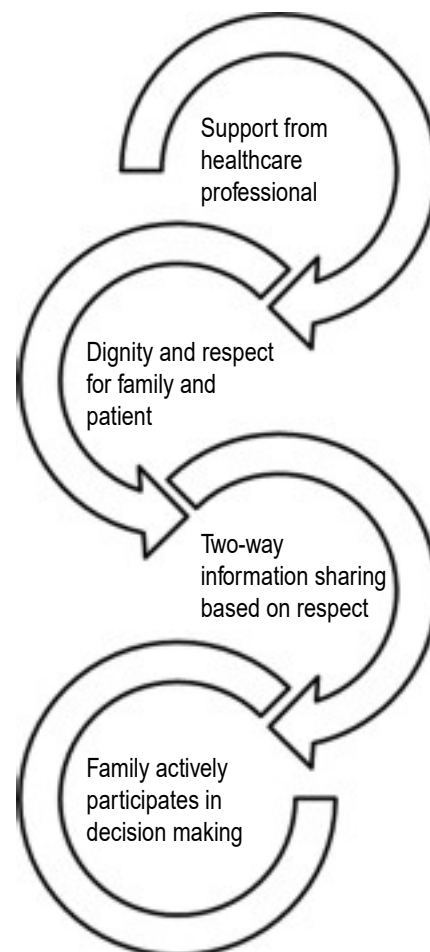 Support from
healthcare
professional
Dignity and respect
for family and
patient
Two-way
information sharing
based on respect
Family actively
participates in
decision making